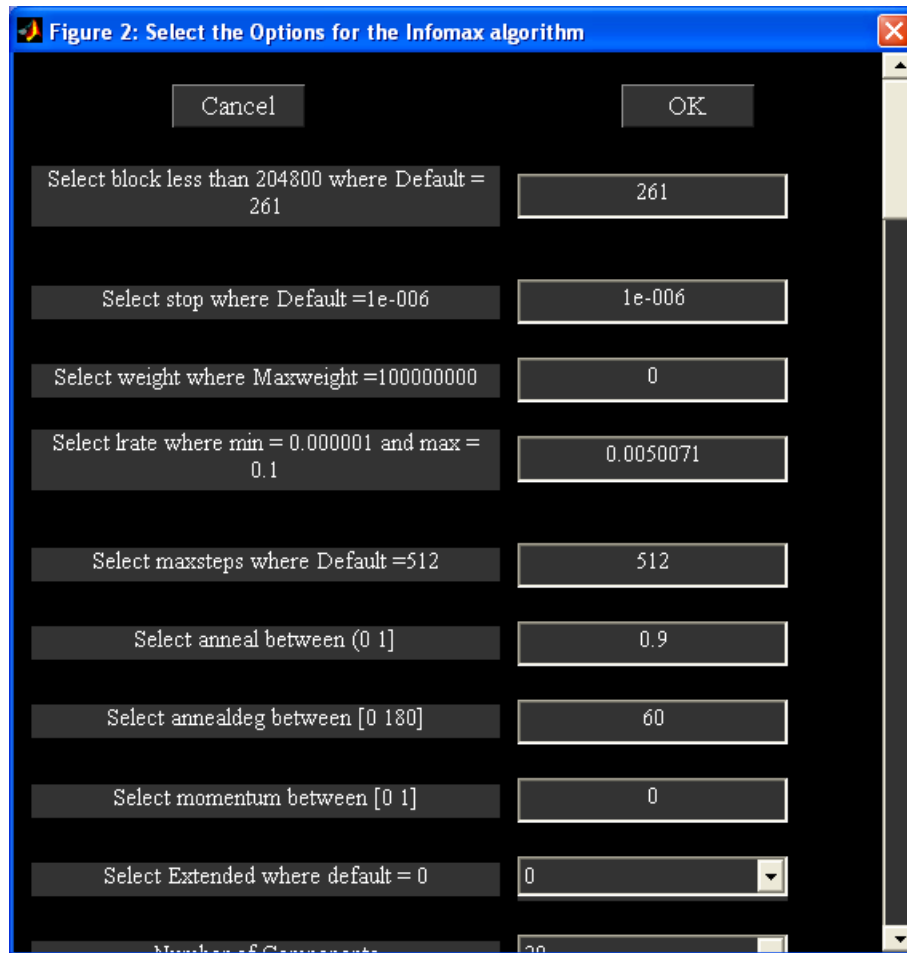 Figure 2: Select the Options for the Infomax algorithm
Cancel
OK
Select block less than 204800 where Default =
261
261
Select stop where Default =1e-006
1e-006
Select weight where Maxweight =100000000
0
Select lrate where min = 0.000001 and max =
0.1
0.0050071
Select maxsteps where Default =512
512
Select anneal between (0 1]
0.9
Select annealdeg between [0 180]
60
Select momentum between [0 1]
0
Select Extended where default = 0
0
Number of Components
20